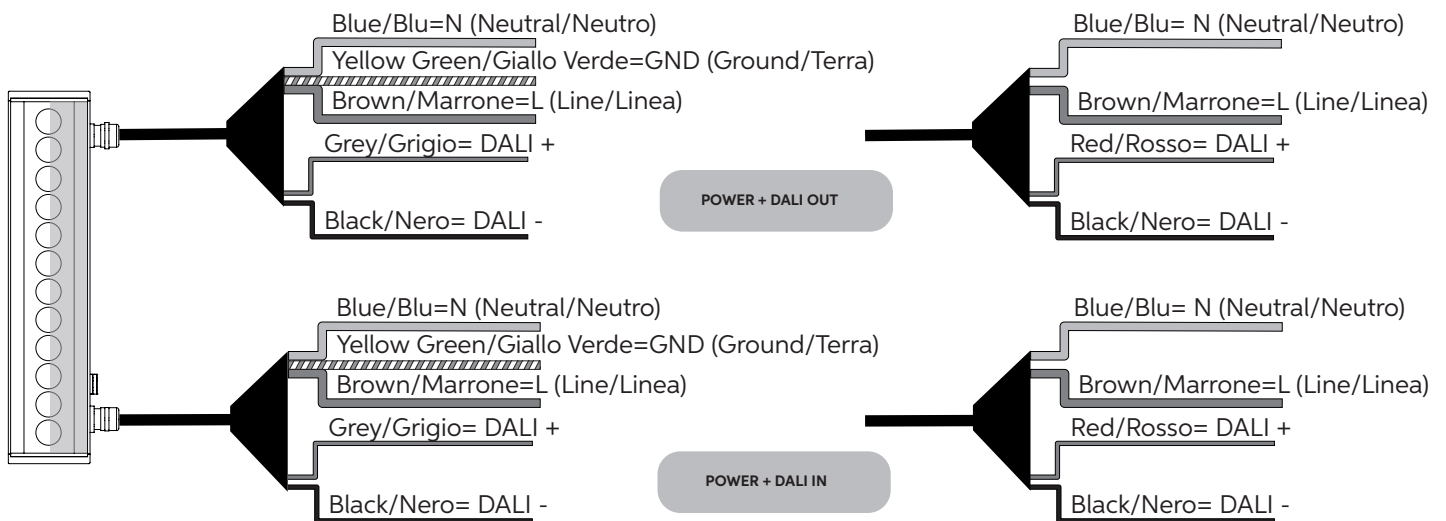 Blue/Blu=N (Neutral/Neutro)
Yellow Green/Giallo Verde=GND (Ground/Terra)
Brown/Marrone=L (Line/Linea)
Grey/Grigio= DALI +
Black/Nero= DALI -
POWER + DALI OUT
Blue/Blu= N (Neutral/Neutro)
Brown/Marrone=L (Line/Linea)
Red/Rosso= DALI +
Black/Nero= DALI -
Blue/Blu=N (Neutral/Neutro)
Yellow Green/Giallo Verde=GND (Ground/Terra)
Brown/Marrone=L (Line/Linea)
Grey/Grigio= DALI +
Black/Nero= DALI -
POWER + DALI IN
Blue/Blu= N (Neutral/Neutro)
Brown/Marrone=L (Line/Linea)
Red/Rosso= DALI +
Black/Nero= DALI -